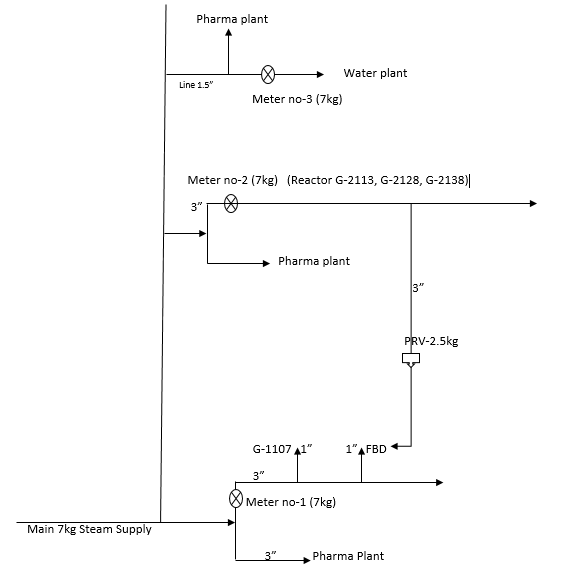 Pharma plant
Water plant
Line 1.5”
Meter no-3 (7kg)
Meter no-2 (7kg) (Reactor G-2113, G-2128, G-2138)
3”
Pharma plant
3”
PRV-2.5kg
G-1107 1” 1” FBD
3”
Meter no-1 (7kg)
Main 7kg Steam Supply
3” Pharma Plant